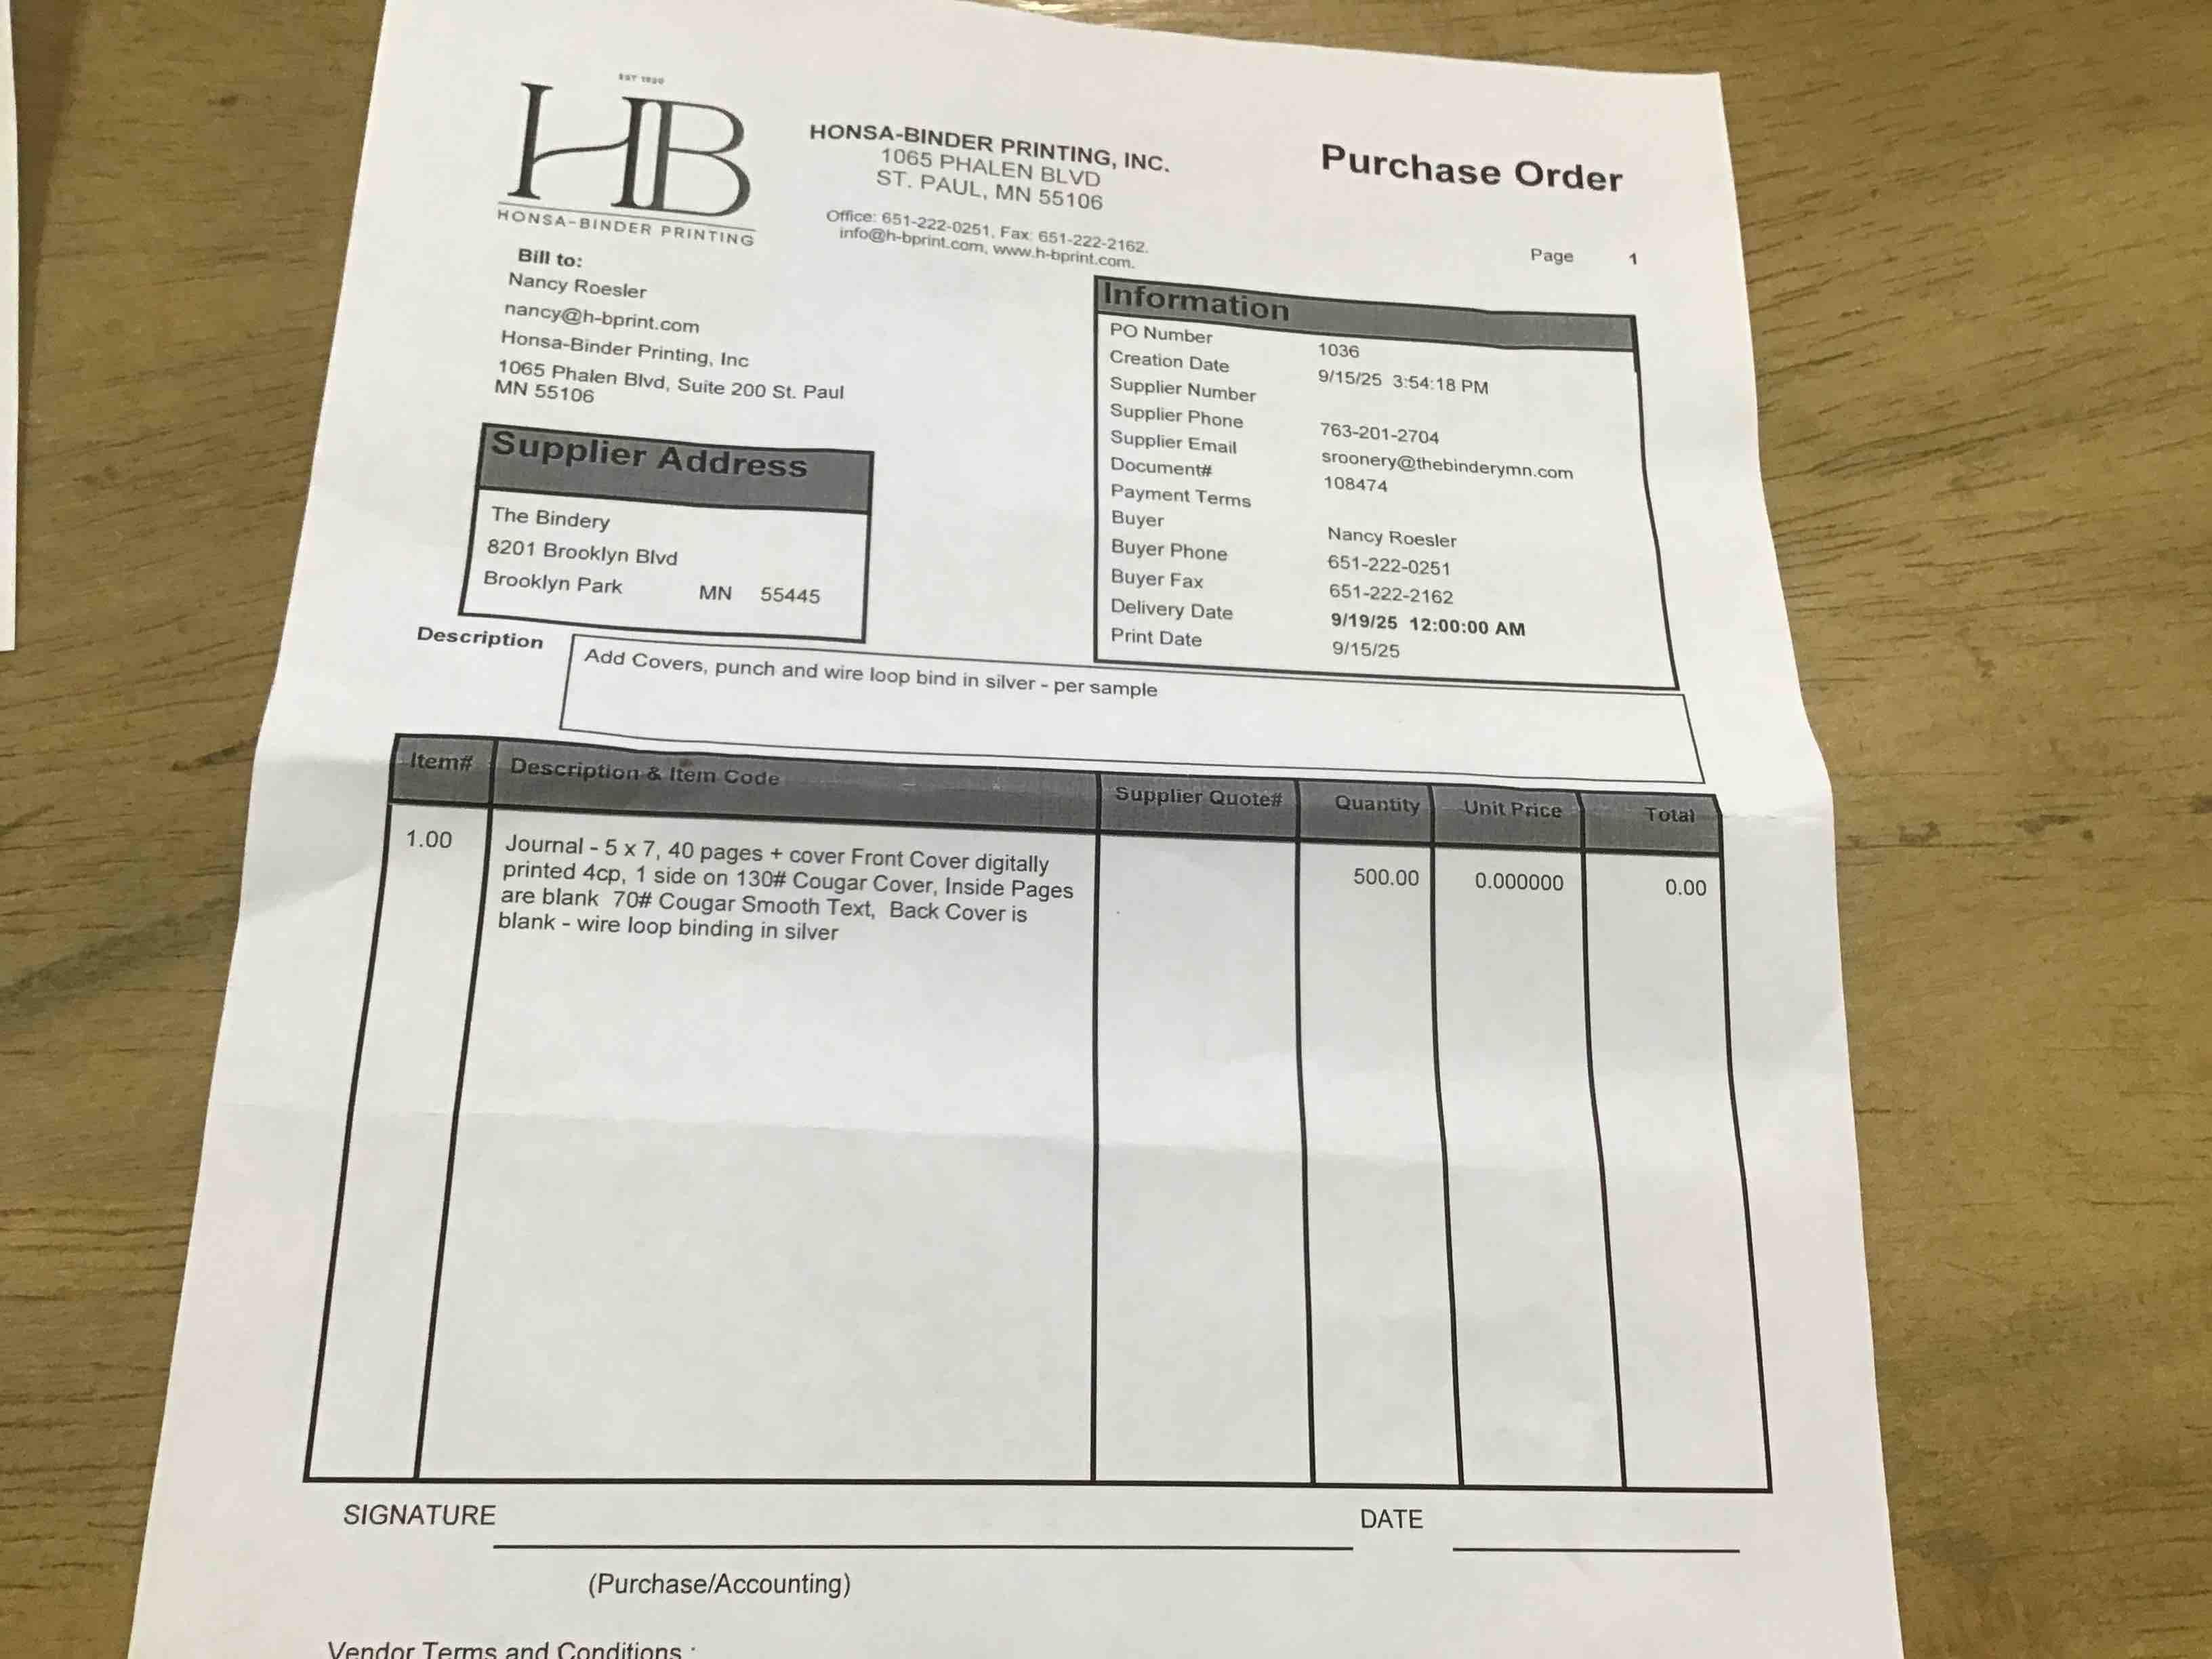 EST 1920
HB
HONSA-BINDER PRINTING
HONSA-BINDER PRINTING, INC.
1065 PHALEN BLVD
ST. PAUL, MN 55106
Office: 651-222-0251, Fax: 651-222-2162.
info@h-bprint.com, www.h-bprint.com.
Purchase Order
Page 1
Bill to:
Nancy Roesler
nancy@h-bprint.com
Honsa-Binder Printing, Inc
1065 Phalen Blvd, Suite 200 St. Paul
MN 55106
Supplier Address
The Bindery
8201 Brooklyn Blvd
Brooklyn Park MN 55445
Information
PO Number 1036
Creation Date 9/15/25 3:54:18 PM
Supplier Number
Supplier Phone 763-201-2704
Supplier Email sroonery@thebinderymn.com
Document# 108474
Payment Terms
Buyer Nancy Roesler
Buyer Phone 651-222-0251
Buyer Fax 651-222-2162
Delivery Date 9/19/25 12:00:00 AM
Print Date 9/15/25
Description
Add Covers, punch and wire loop bind in silver - per sample
Item# Description & Item Code Supplier Quote# Quantity Unit Price Total
1.00 Journal - 5 x 7, 40 pages + cover Front Cover digitally 500.00 0.000000 0.00
printed 4cp, 1 side on 130# Cougar Cover, Inside Pages
are blank 70# Cougar Smooth Text, Back Cover is
blank - wire loop binding in silver
SIGNATURE DATE
(Purchase/Accounting)
Vendor Terms and Conditions :